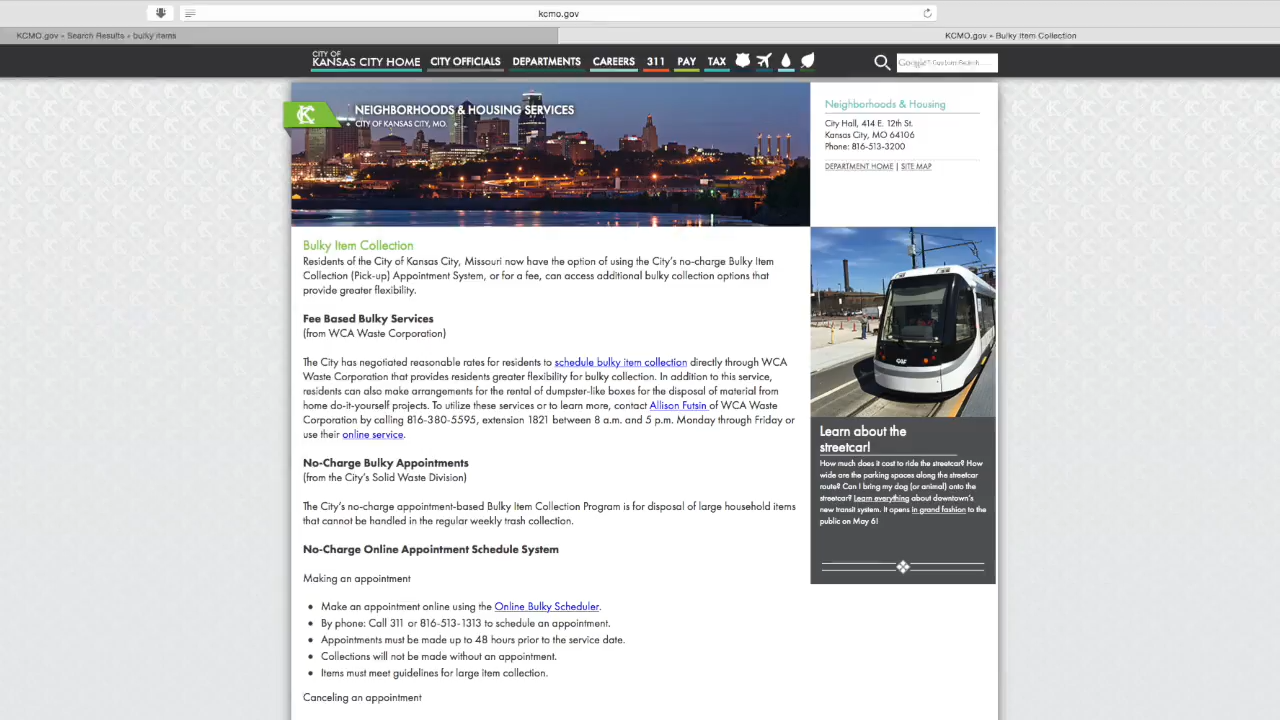 kcmo.gov
KCMO.gov - Search Results - bulky items
KCMO.gov - Bulky Item Collection
CITY OF
KANSAS CITY HOME
CITY OFFICIALS
DEPARTMENTS
CAREERS
311
PAY
TAX
Google Custom Search
KC
NEIGHBORHOODS & HOUSING SERVICES
• CITY OF KANSAS CITY, MO. •
Neighborhoods & Housing
City Hall, 414 E. 12th St.
Kansas City, MO 64106
Phone: 816-513-3200
DEPARTMENT HOME | SITE MAP
Bulky Item Collection
Residents of the City of Kansas City, Missouri now have the option of using the City's no-charge Bulky Item
Collection (Pick-up) Appointment System, or for a fee, can access additional bulky collection options that
provide greater flexibility.
Fee Based Bulky Services
(from WCA Waste Corporation)
The City has negotiated reasonable rates for residents to schedule bulky item collection directly through WCA
Waste Corporation that provides residents greater flexibility for bulky collection. In addition to this service,
residents can also make arrangements for the rental of dumpster-like boxes for the disposal of material from
home do-it-yourself projects. To utilize these services or to learn more, contact Allison Futsin of WCA Waste
Corporation by calling 816-380-5595, extension 1821 between 8 a.m. and 5 p.m. Monday through Friday or
use their online service.
No-Charge Bulky Appointments
(from the City's Solid Waste Division)
The City's no-charge appointment-based Bulky Item Collection Program is for disposal of large household items
that cannot be handled in the regular weekly trash collection.
No-Charge Online Appointment Schedule System
Making an appointment
• Make an appointment online using the Online Bulky Scheduler.
• By phone: Call 311 or 816-513-1313 to schedule an appointment.
• Appointments must be made up to 48 hours prior to the service date.
• Collections will not be made without an appointment.
• Items must meet guidelines for large item collection.
Canceling an appointment
Learn about the
streetcar!
How much does it cost to ride the streetcar? How
wide are the parking spaces along the streetcar
route? Can I bring my dog (or animal) onto the
streetcar? Learn everything about downtown's
new transit system. It opens in grand fashion to the
public on May 6!